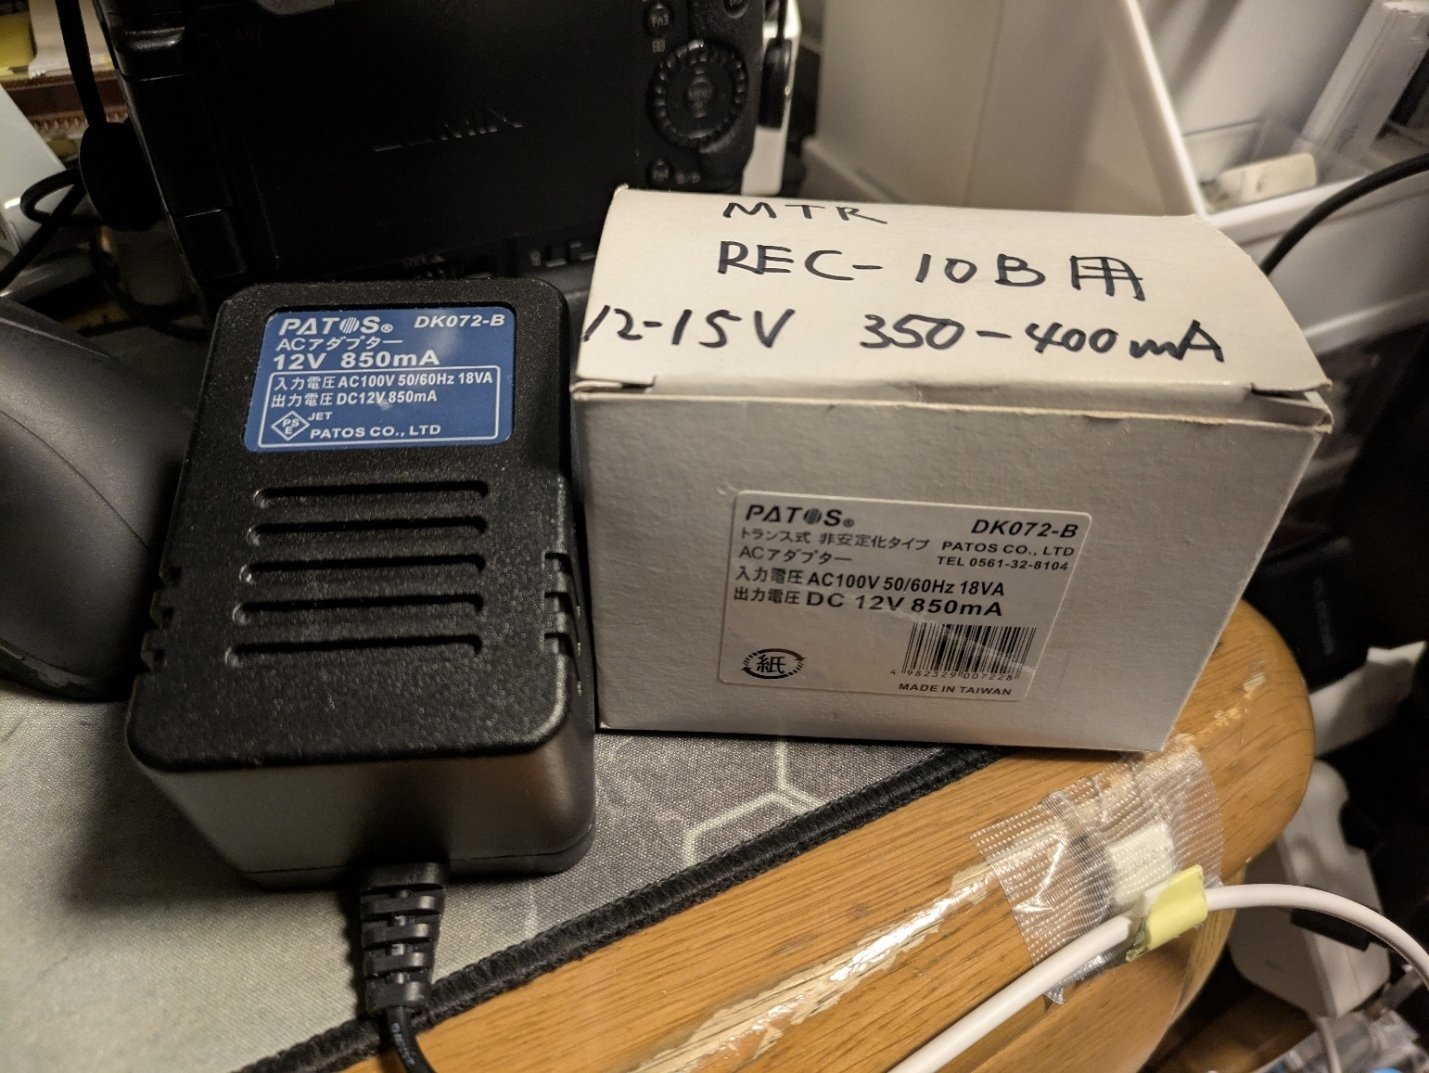 MTR
REC-10B用
12-15V 350-400mA
PATOS® DK072-B
ACアダプター
12V 850mA
入力電圧 AC100V 50/60Hz 18VA
出力電圧 DC12V 850mA
PSE JET
PATOS CO., LTD
PATOS® DK072-B
トランス式 非安定化タイプ PATOS CO., LTD
ACアダプター TEL 0561-32-8104
入力電圧 AC100V 50/60Hz 18VA
出力電圧 DC 12V 850mA
紙
4 982329 007228
MADE IN TAIWAN